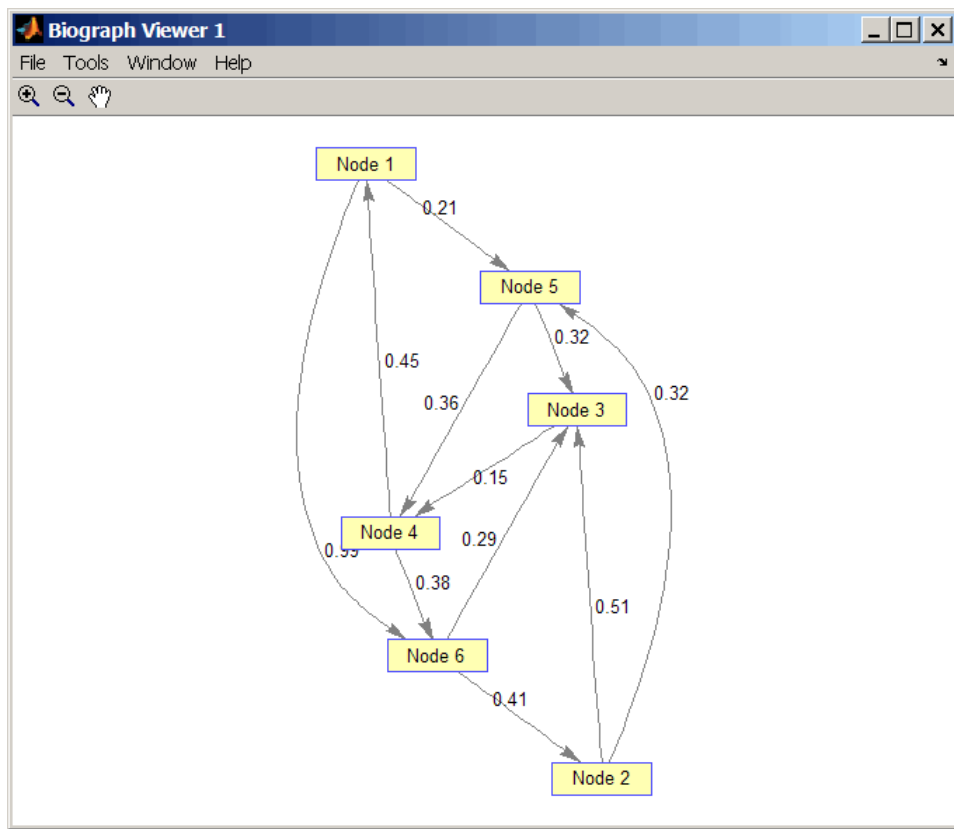 Biograph Viewer 1
File Tools Window Help
Node 1
0.21
Node 5
0.32
0.45
0.32
0.36
Node 3
0.15
Node 4
0.29
0.99
0.38
0.51
Node 6
0.41
Node 2